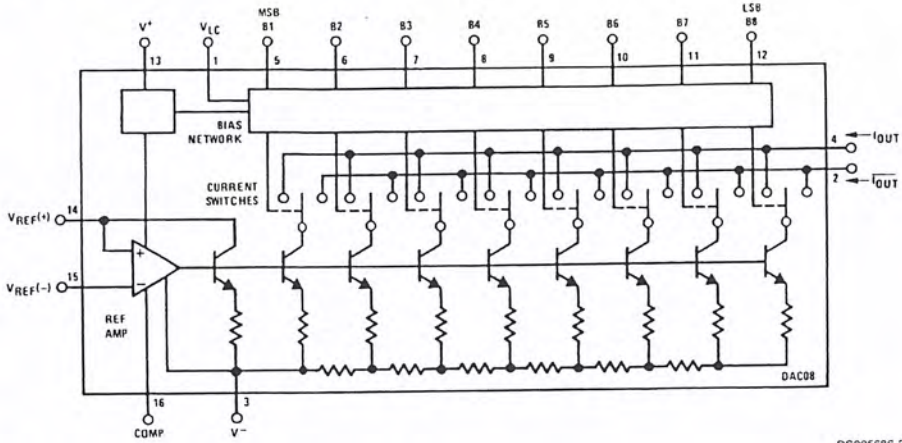 MSB LSB
V+ VLC B1 B2 B3 B4 B5 B6 B7 B8
13 1 5 6 7 8 9 10 11 12
BIAS
NETWORK
4 IOUT
CURRENT
SWITCHES
2 IOUT
14
VREF(+)
+
15
VREF(−)
−
REF
AMP
DAC08
16 3
COMP V−